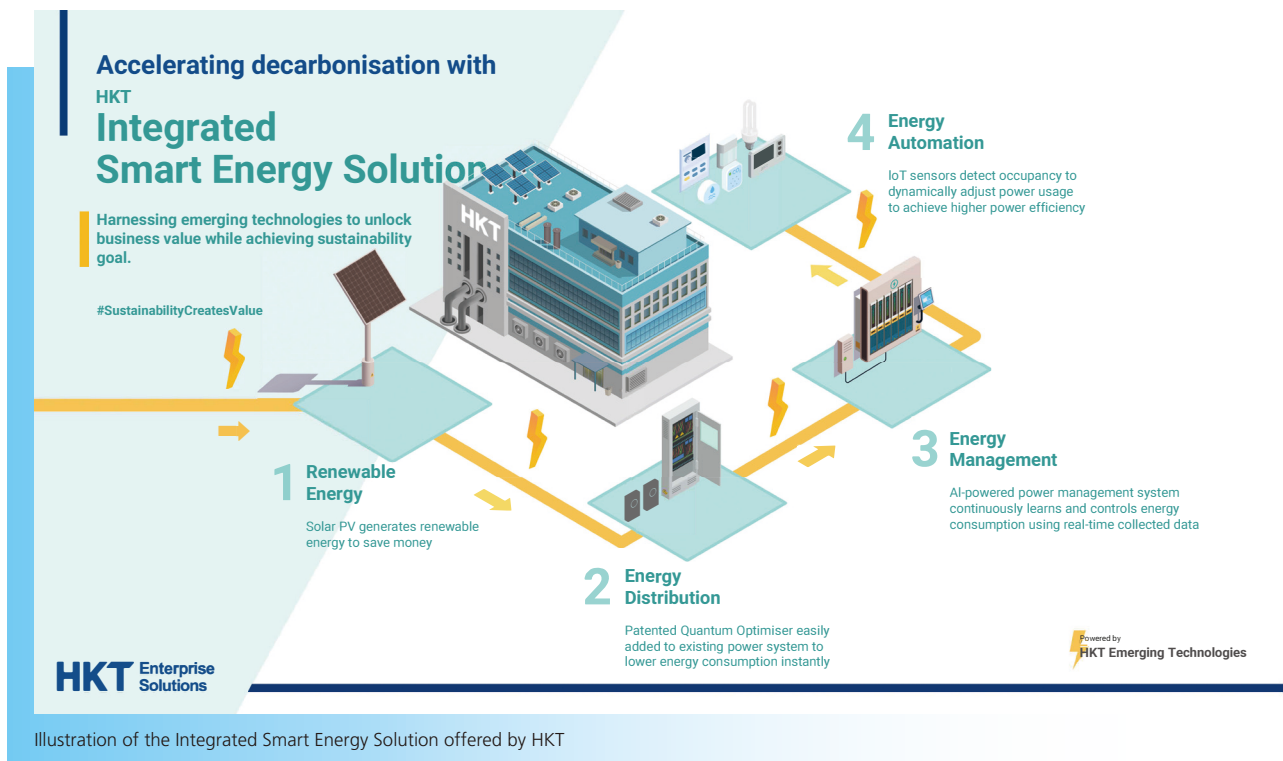 Accelerating decarbonisation with
HKT
Integrated
Smart Energy Solution
Harnessing emerging technologies to unlock
business value while achieving sustainability
goal.
#SustainabilityCreatesValue
HKT
1 Renewable
Energy
Solar PV generates renewable
energy to save money
2 Energy
Distribution
Patented Quantum Optimiser easily
added to existing power system to
lower energy consumption instantly
3 Energy
Management
AI-powered power management system
continuously learns and controls energy
consumption using real-time collected data
4 Energy
Automation
IoT sensors detect occupancy to
dynamically adjust power usage
to achieve higher power efficiency
HKT Enterprise
Solutions
Powered by
HKT Emerging Technologies
Illustration of the Integrated Smart Energy Solution offered by HKT